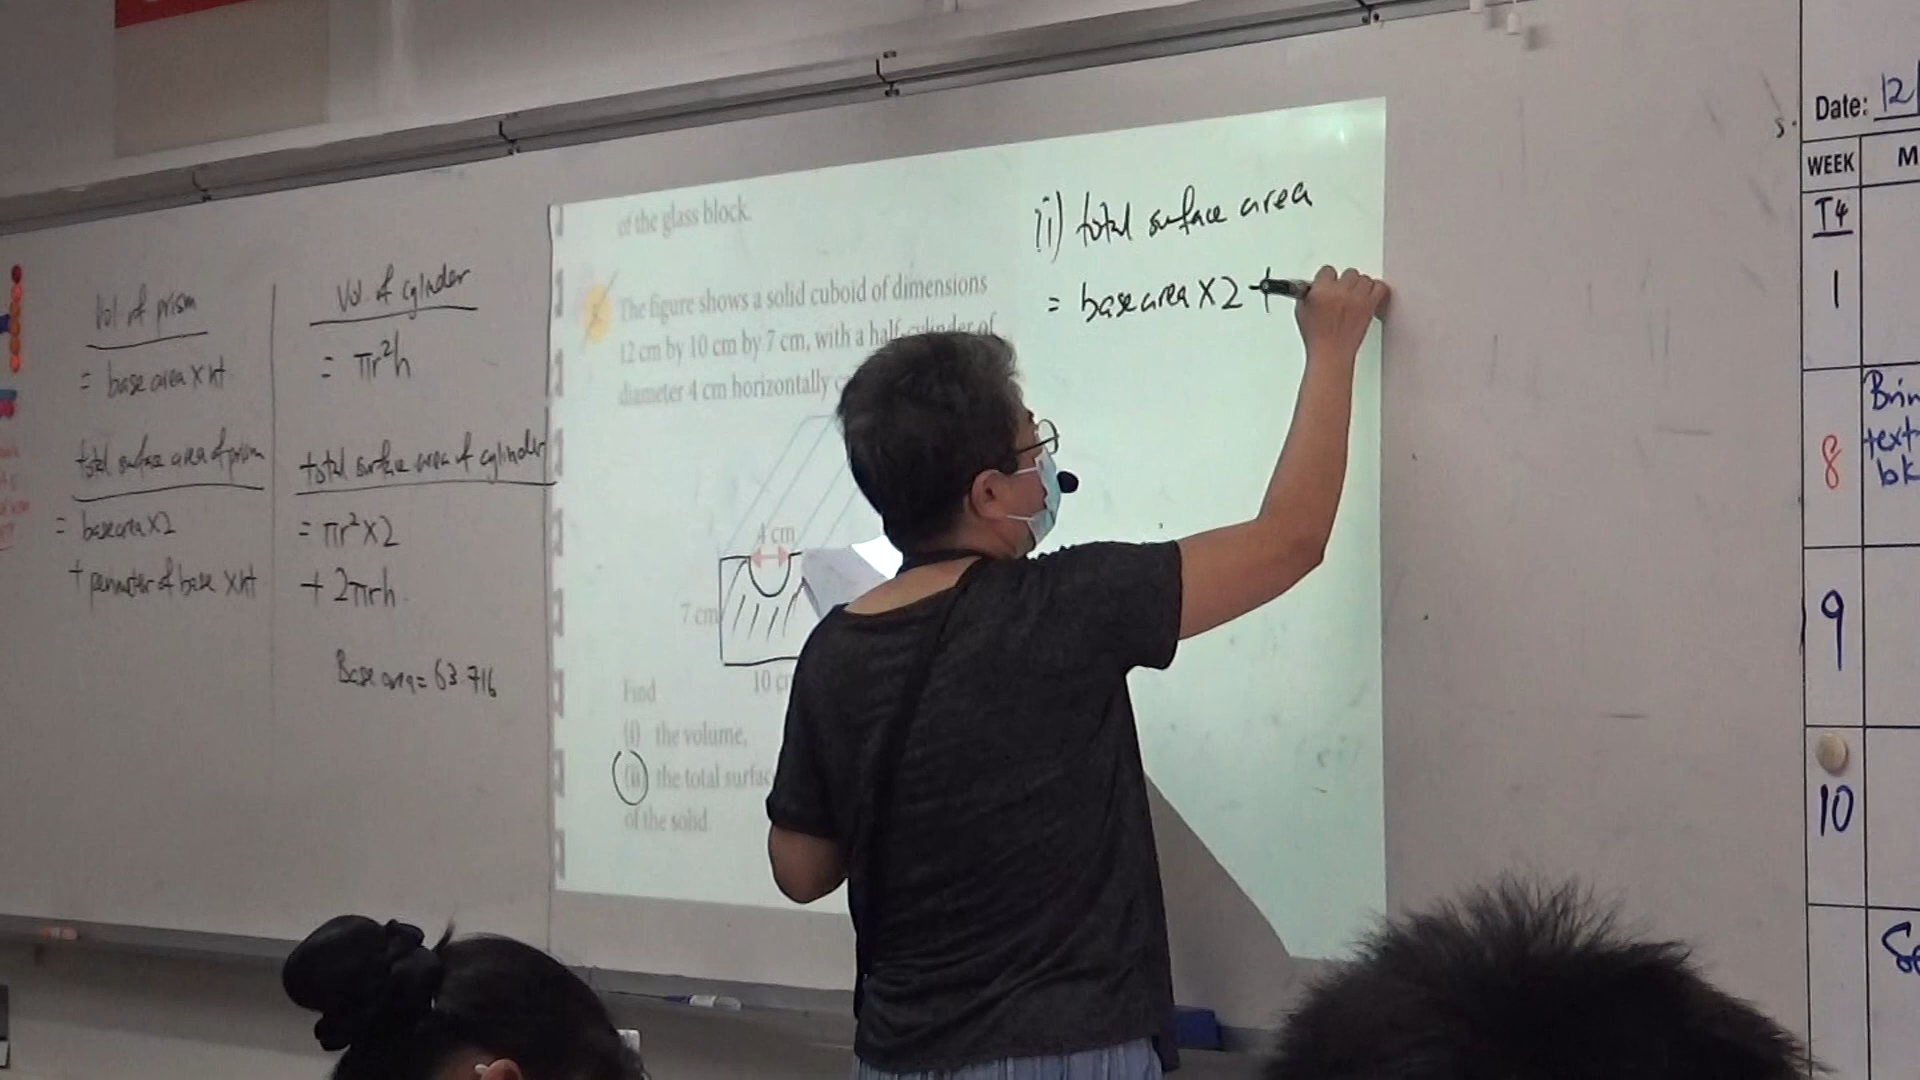 Vol of prism
= base area × ht
total surface area of prism
= base area × 2
+ perimeter of base × ht
Vol. of cylinder
= πr²h
total surface area of cylinder
= πr² × 2
+ 2πrh
Base area = 63.716
of the glass block.
The figure shows a solid cuboid of dimensions
12 cm by 10 cm by 7 cm, with a half-cylinder of
diameter 4 cm horizontally
4 cm
7 cm
10
Find
(i) the volume,
(ii) the total
of the solid.
(ii) total surface area
= base area × 2 +
Date: 12/
WEEK M
T4
1
8
text
bk
9
10